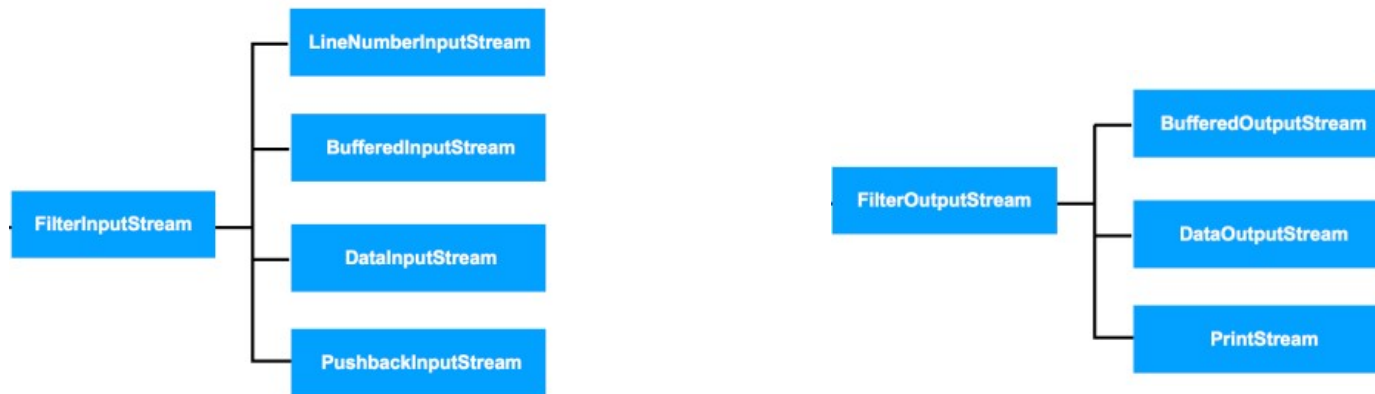 FilterInputStream
LineNumberInputStream
BufferedInputStream
DataInputStream
PushbackInputStream
FilterOutputStream
BufferedOutputStream
DataOutputStream
PrintStream